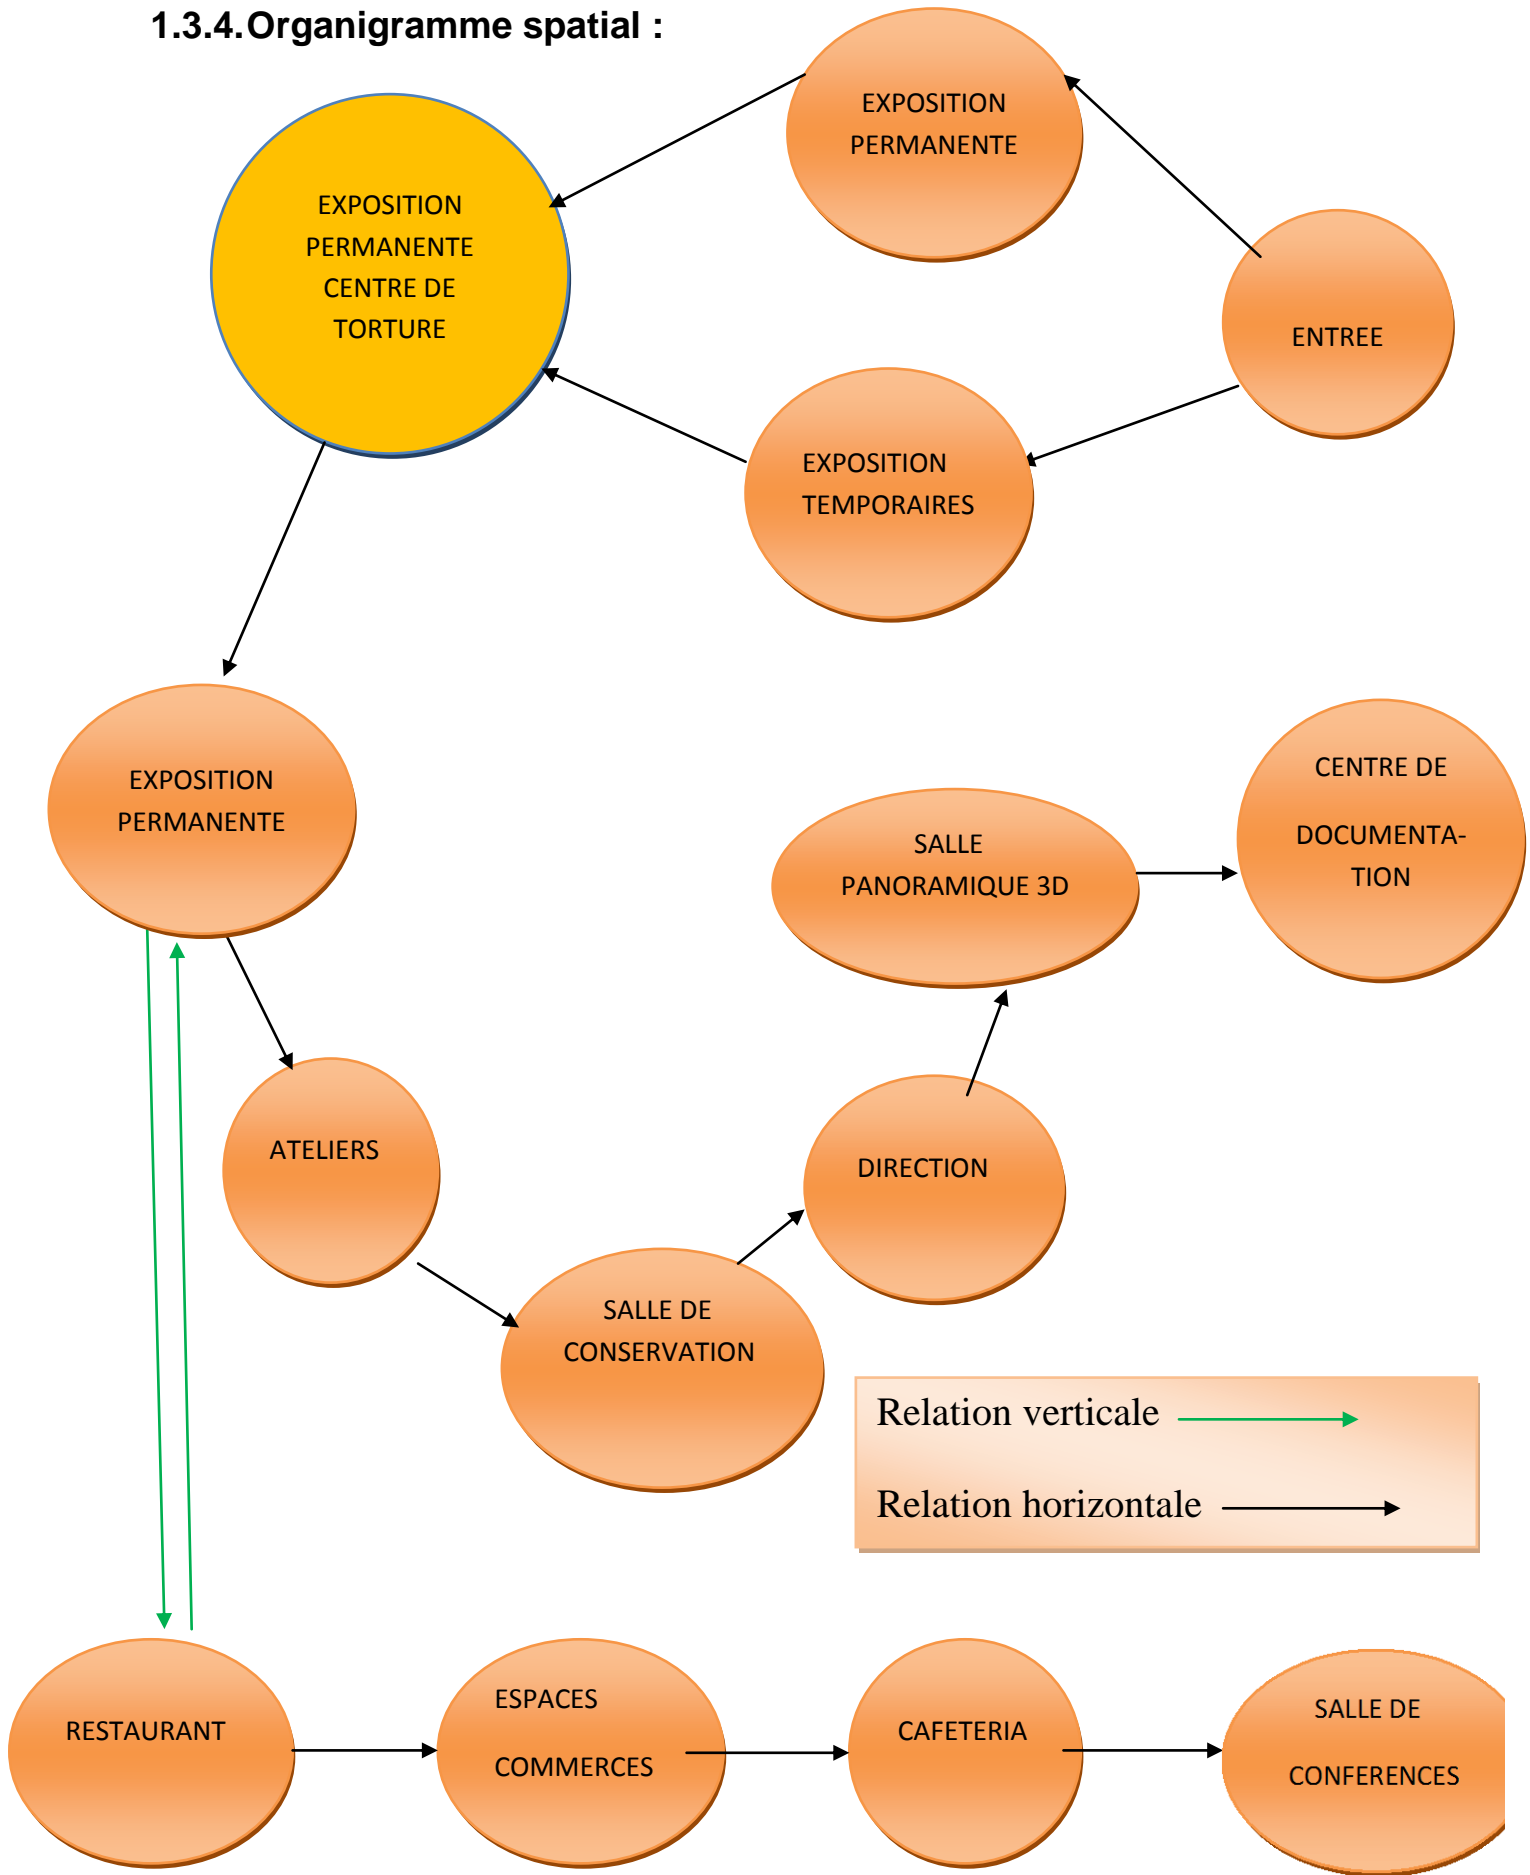 1.3.4. Organigramme spatial :
EXPOSITION
PERMANENTE
EXPOSITION
PERMANENTE
CENTRE DE
TORTURE
ENTREE
EXPOSITION
TEMPORAIRES
EXPOSITION
PERMANENTE
CENTRE DE
DOCUMENTA-
TION
SALLE
PANORAMIQUE 3D
ATELIERS
DIRECTION
SALLE DE
CONSERVATION
Relation verticale
Relation horizontale
RESTAURANT
ESPACES
COMMERCES
CAFETERIA
SALLE DE
CONFERENCES